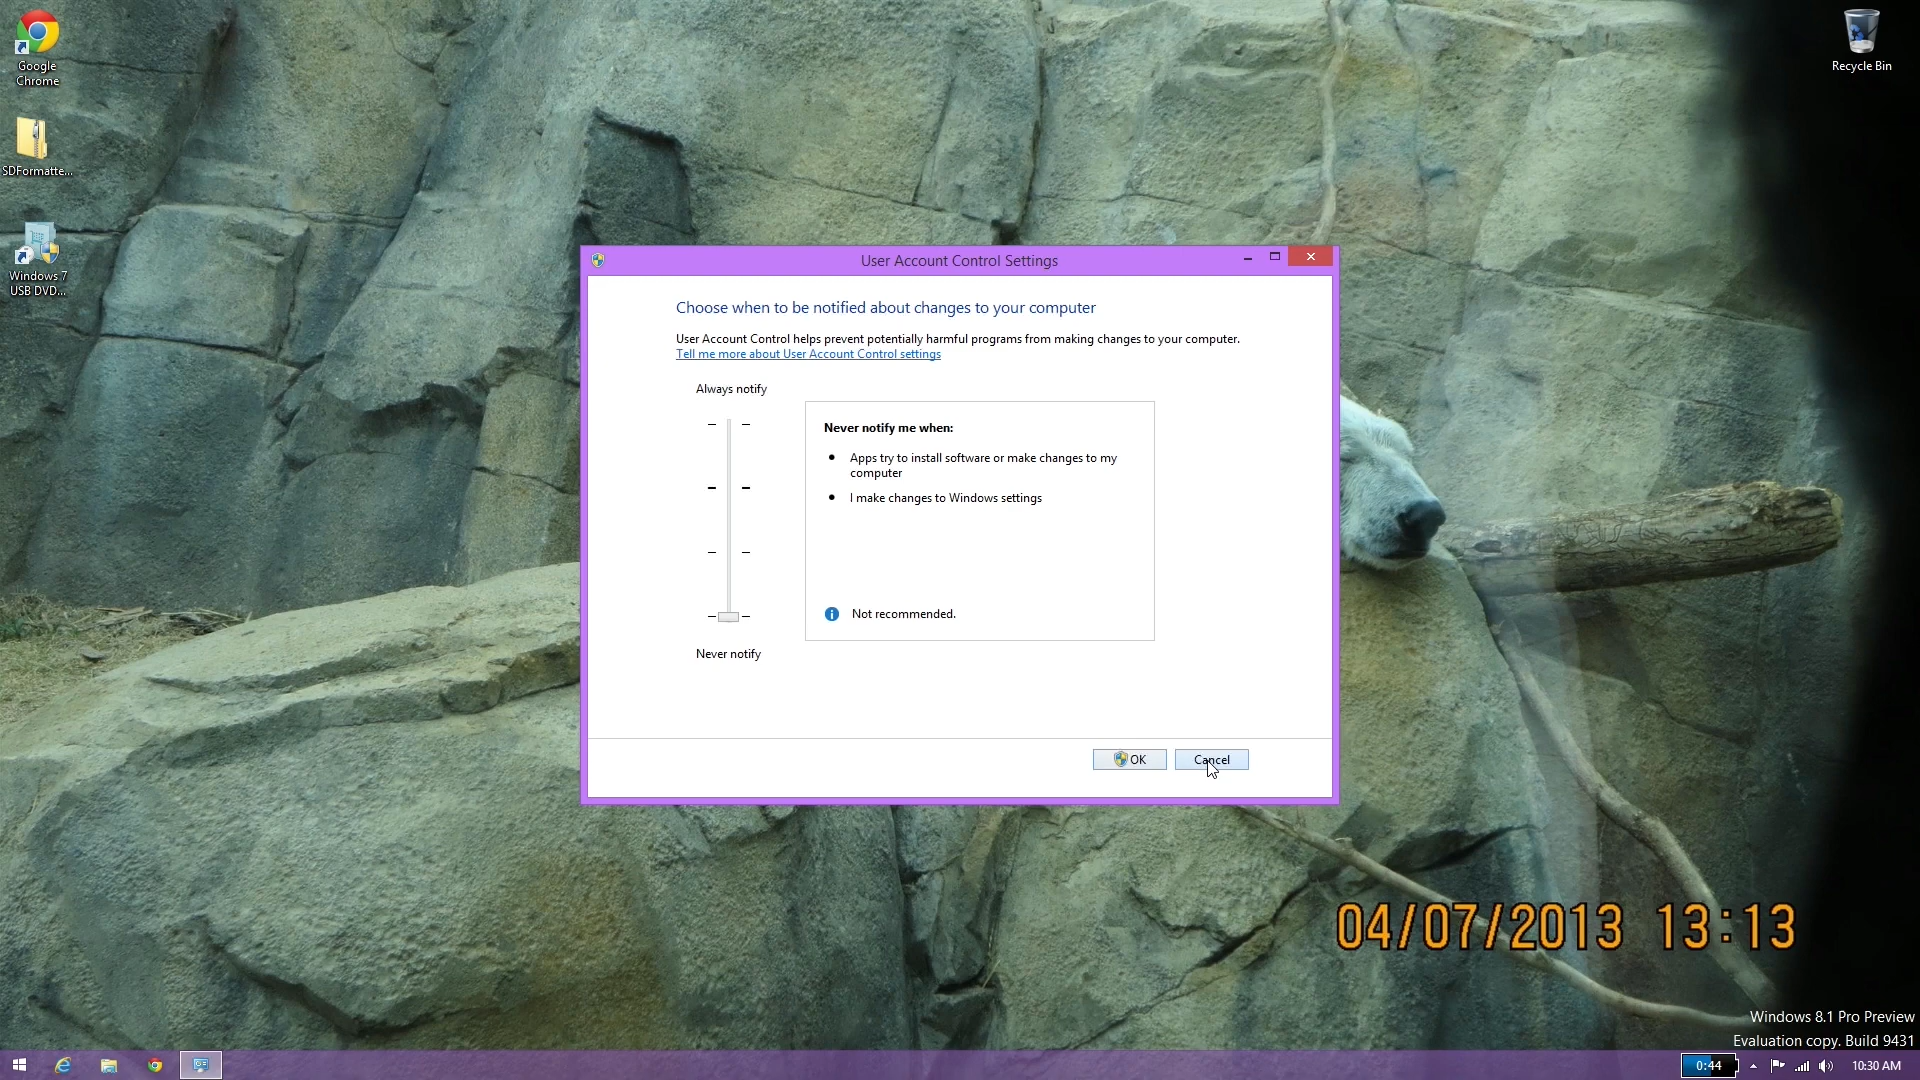 Google
Chrome
SDFormatte...
Windows 7
USB DVD...
Recycle Bin
User Account Control Settings
Choose when to be notified about changes to your computer
User Account Control helps prevent potentially harmful programs from making changes to your computer.
Tell me more about User Account Control settings
Always notify
Never notify me when:
• Apps try to install software or make changes to my
computer
• I make changes to Windows settings
Not recommended.
Never notify
OK
Cancel
04/07/2013 13:13
Windows 8.1 Pro Preview
Evaluation copy. Build 9431
0:44
10:30 AM